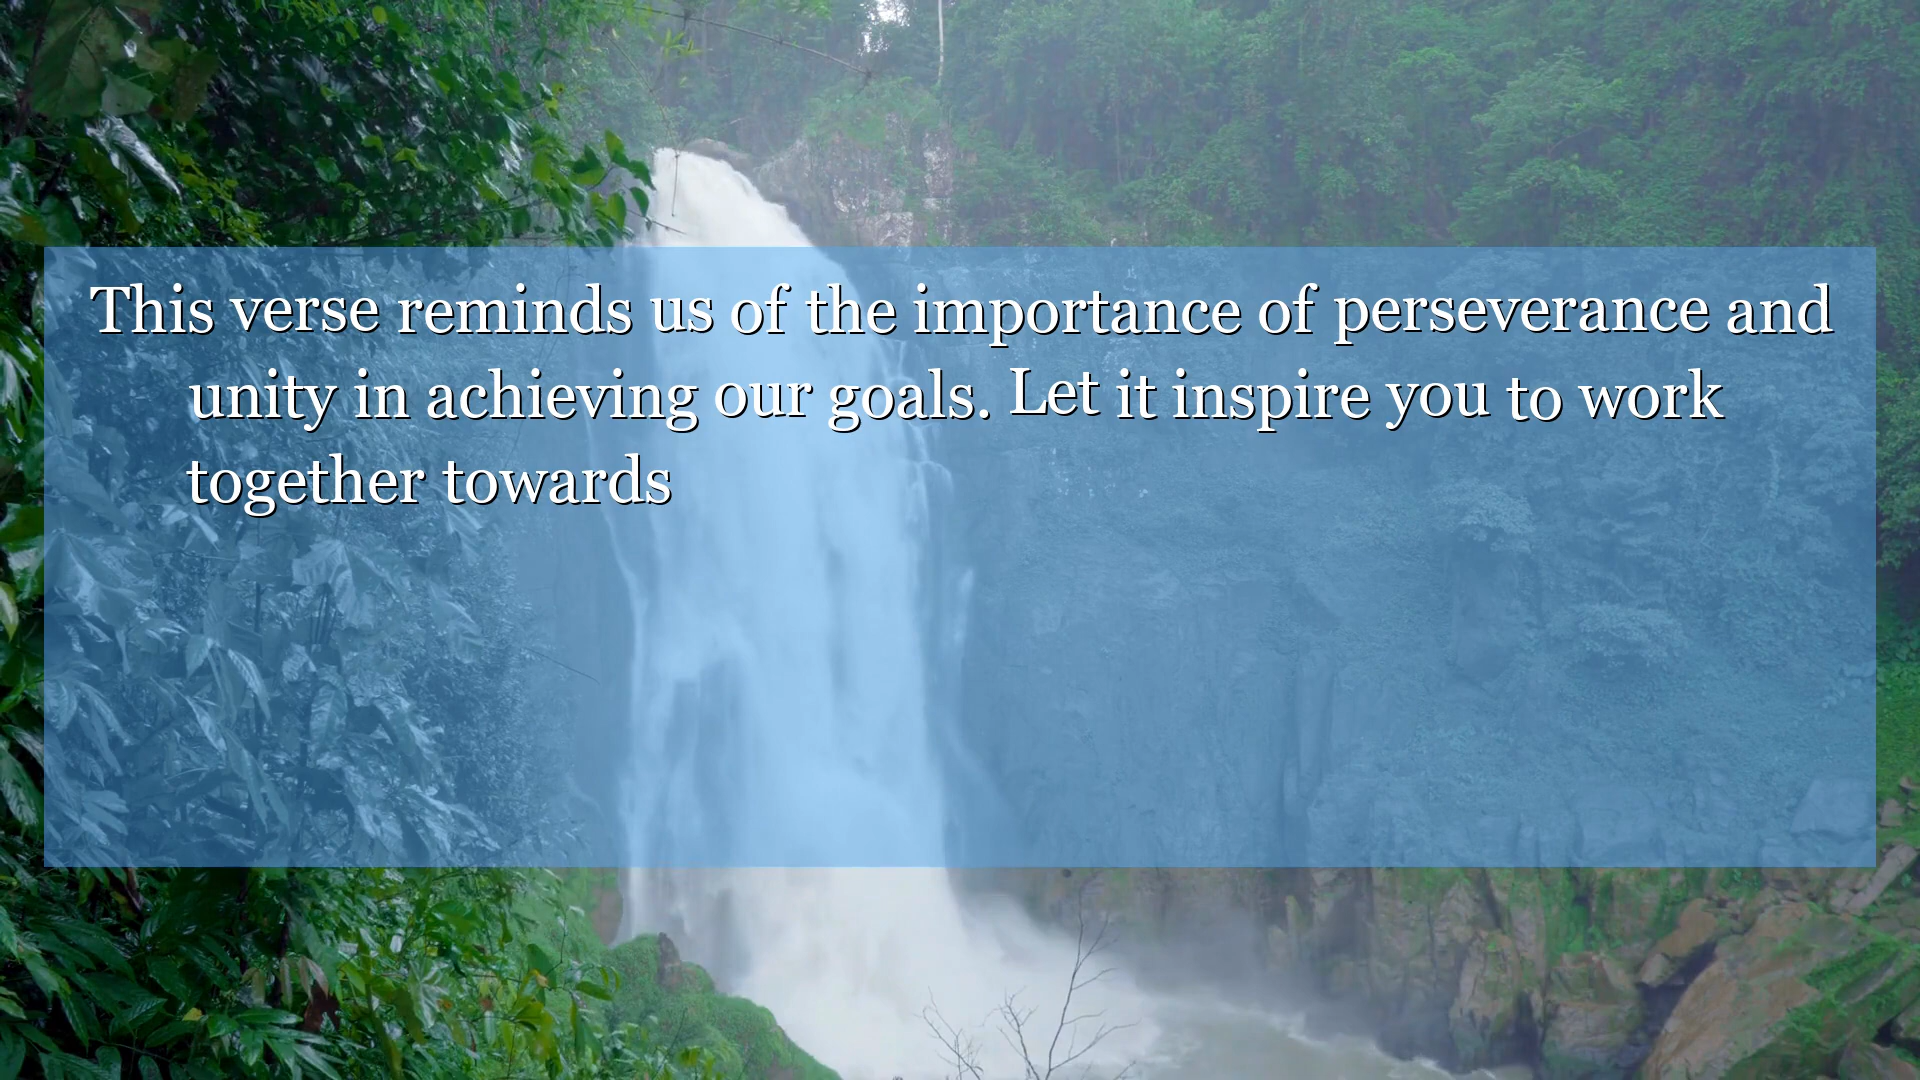 This verse reminds us of the importance of perseverance and
unity in achieving our goals. Let it inspire you to work
together towards